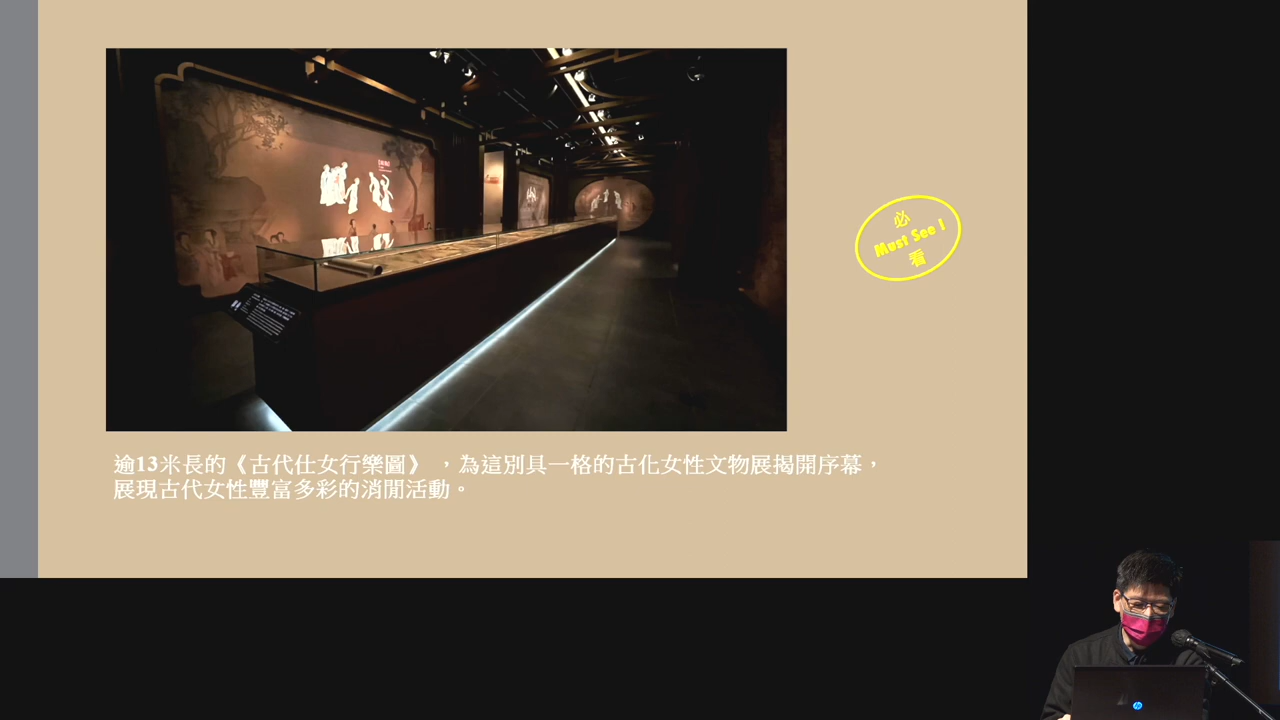 必
Must See !
看
逾13米長的《古代仕女行樂圖》，為這別具一格的古化女性文物展揭開序幕，
展現古代女性豐富多彩的消閒活動。